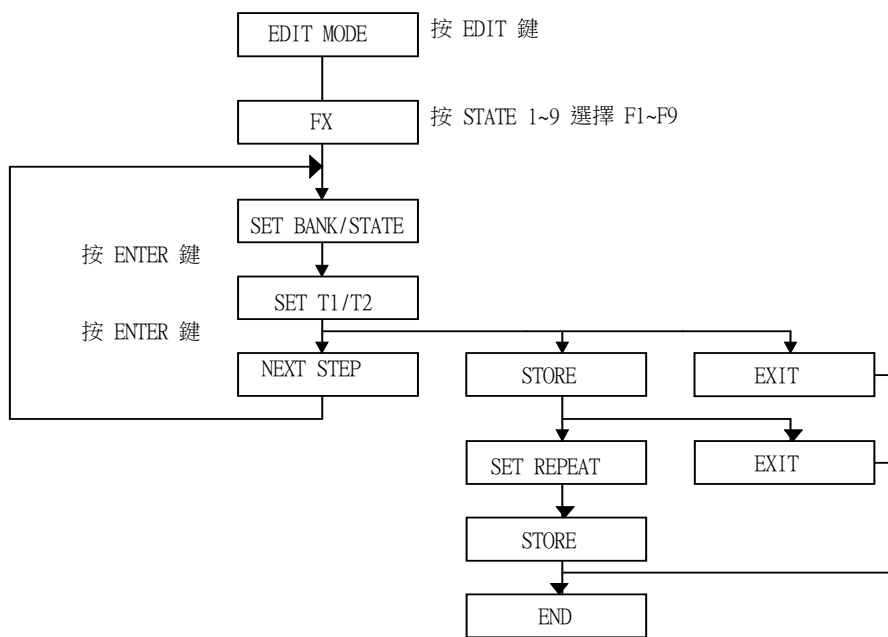 EDIT MODE
按 EDIT 鍵
FX
按 STATE 1~9 選擇 F1~F9
SET BANK/STATE
按 ENTER 鍵
SET T1/T2
按 ENTER 鍵
NEXT STEP
STORE
EXIT
SET REPEAT
EXIT
STORE
END